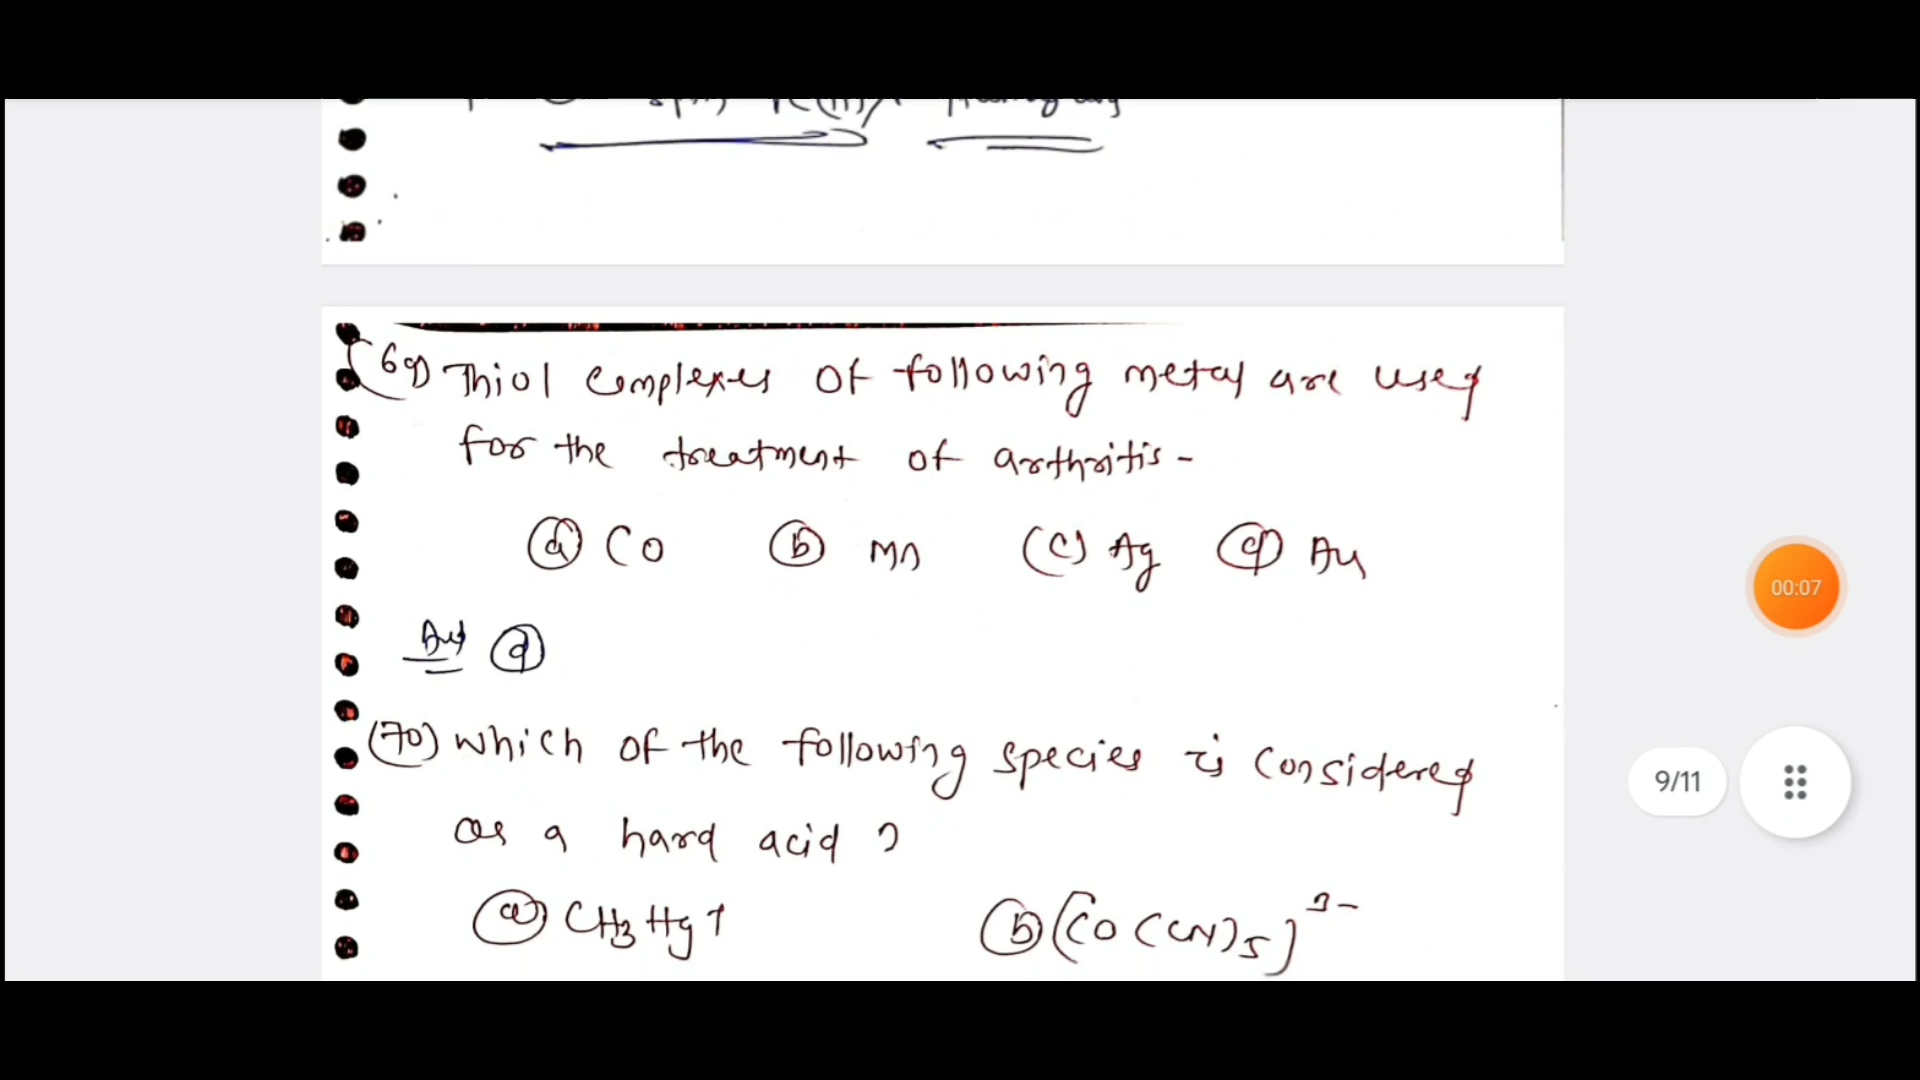 (69) Thiol complexes of following metal are used
for the treatment of arthritis -
(a) Co (b) Mn (c) Ag (d) Au
Ans (d)
(70) which of the following species is considered
as a hard acid ?
(a) CH3Hg+ (b) [Co(CN)5]3-
00:07
9/11